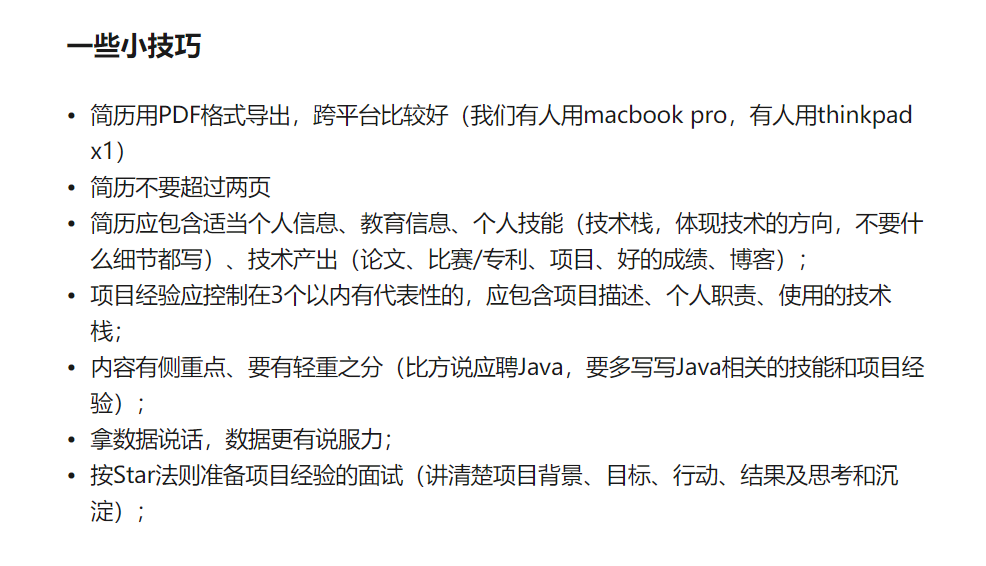 一些小技巧
• 简历用PDF格式导出，跨平台比较好（我们有人用macbook pro，有人用thinkpad
x1）
• 简历不要超过两页
• 简历应包含适当个人信息、教育信息、个人技能（技术栈，体现技术的方向，不要什
么细节都写）、技术产出（论文、比赛/专利、项目、好的成绩、博客）；
• 项目经验应控制在3个以内有代表性的，应包含项目描述、个人职责、使用的技术
栈；
• 内容有侧重点、要有轻重之分（比方说应聘Java，要多写写Java相关的技能和项目经
验）；
• 拿数据说话，数据更有说服力；
• 按Star法则准备项目经验的面试（讲清楚项目背景、目标、行动、结果及思考和沉
淀）；